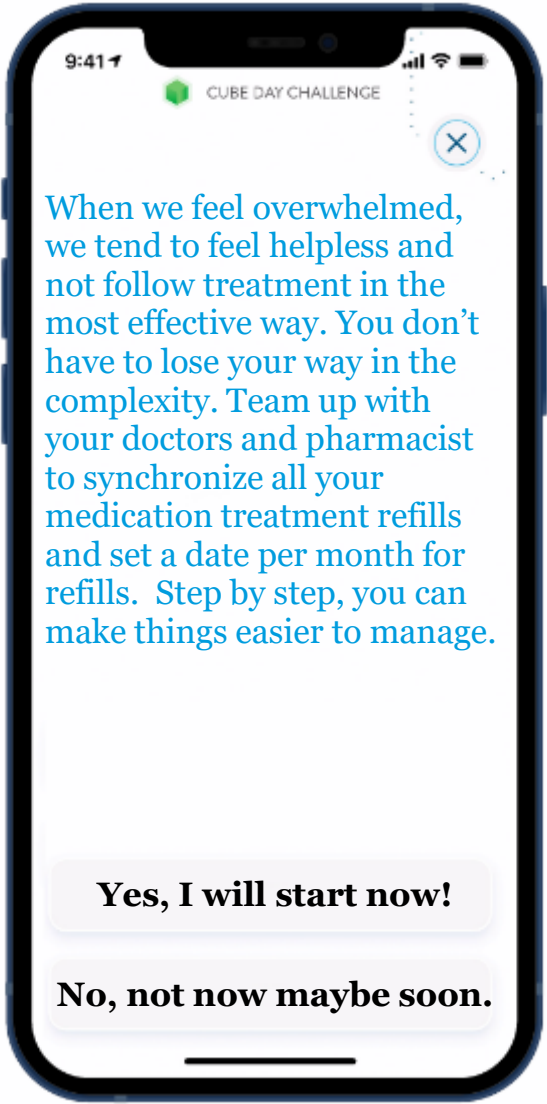 9:41
CUBE DAY CHALLENGE
When we feel overwhelmed,
we tend to feel helpless and
not follow treatment in the
most effective way. You don’t
have to lose your way in the
complexity. Team up with
your doctors and pharmacist
to synchronize all your
medication treatment refills
and set a date per month for
refills.  Step by step, you can
make things easier to manage.
Yes, I will start now!
No, not now maybe soon.